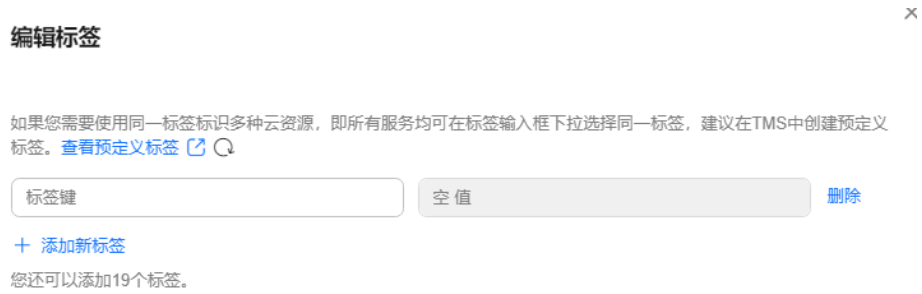 编辑标签
如果您需要使用同一标签标识多种云资源，即所有服务均可在标签输入框下拉选择同一标签，建议在TMS中创建预定义
标签。查看预定义标签
标签键 空 值 删除
添加新标签
您还可以添加19个标签。